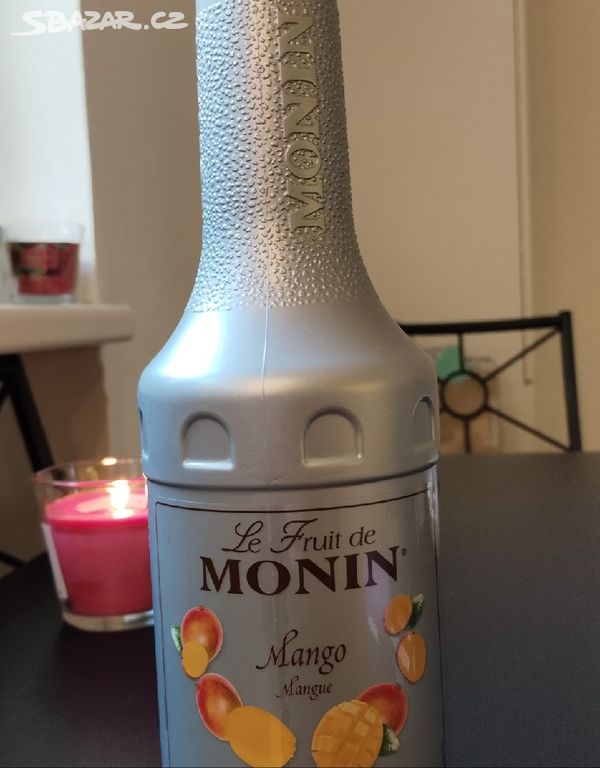 SBAZAR.CZ
MONIN
Le Fruit de
MONIN®
Mango
Mangue